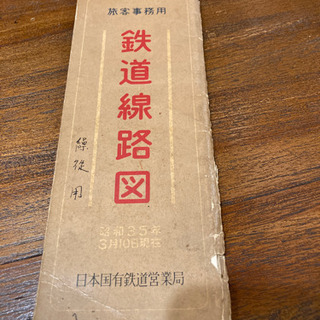 旅客事務用
鉄道線路図
昭和35年
3月10日現在
日本国有鉄道営業局